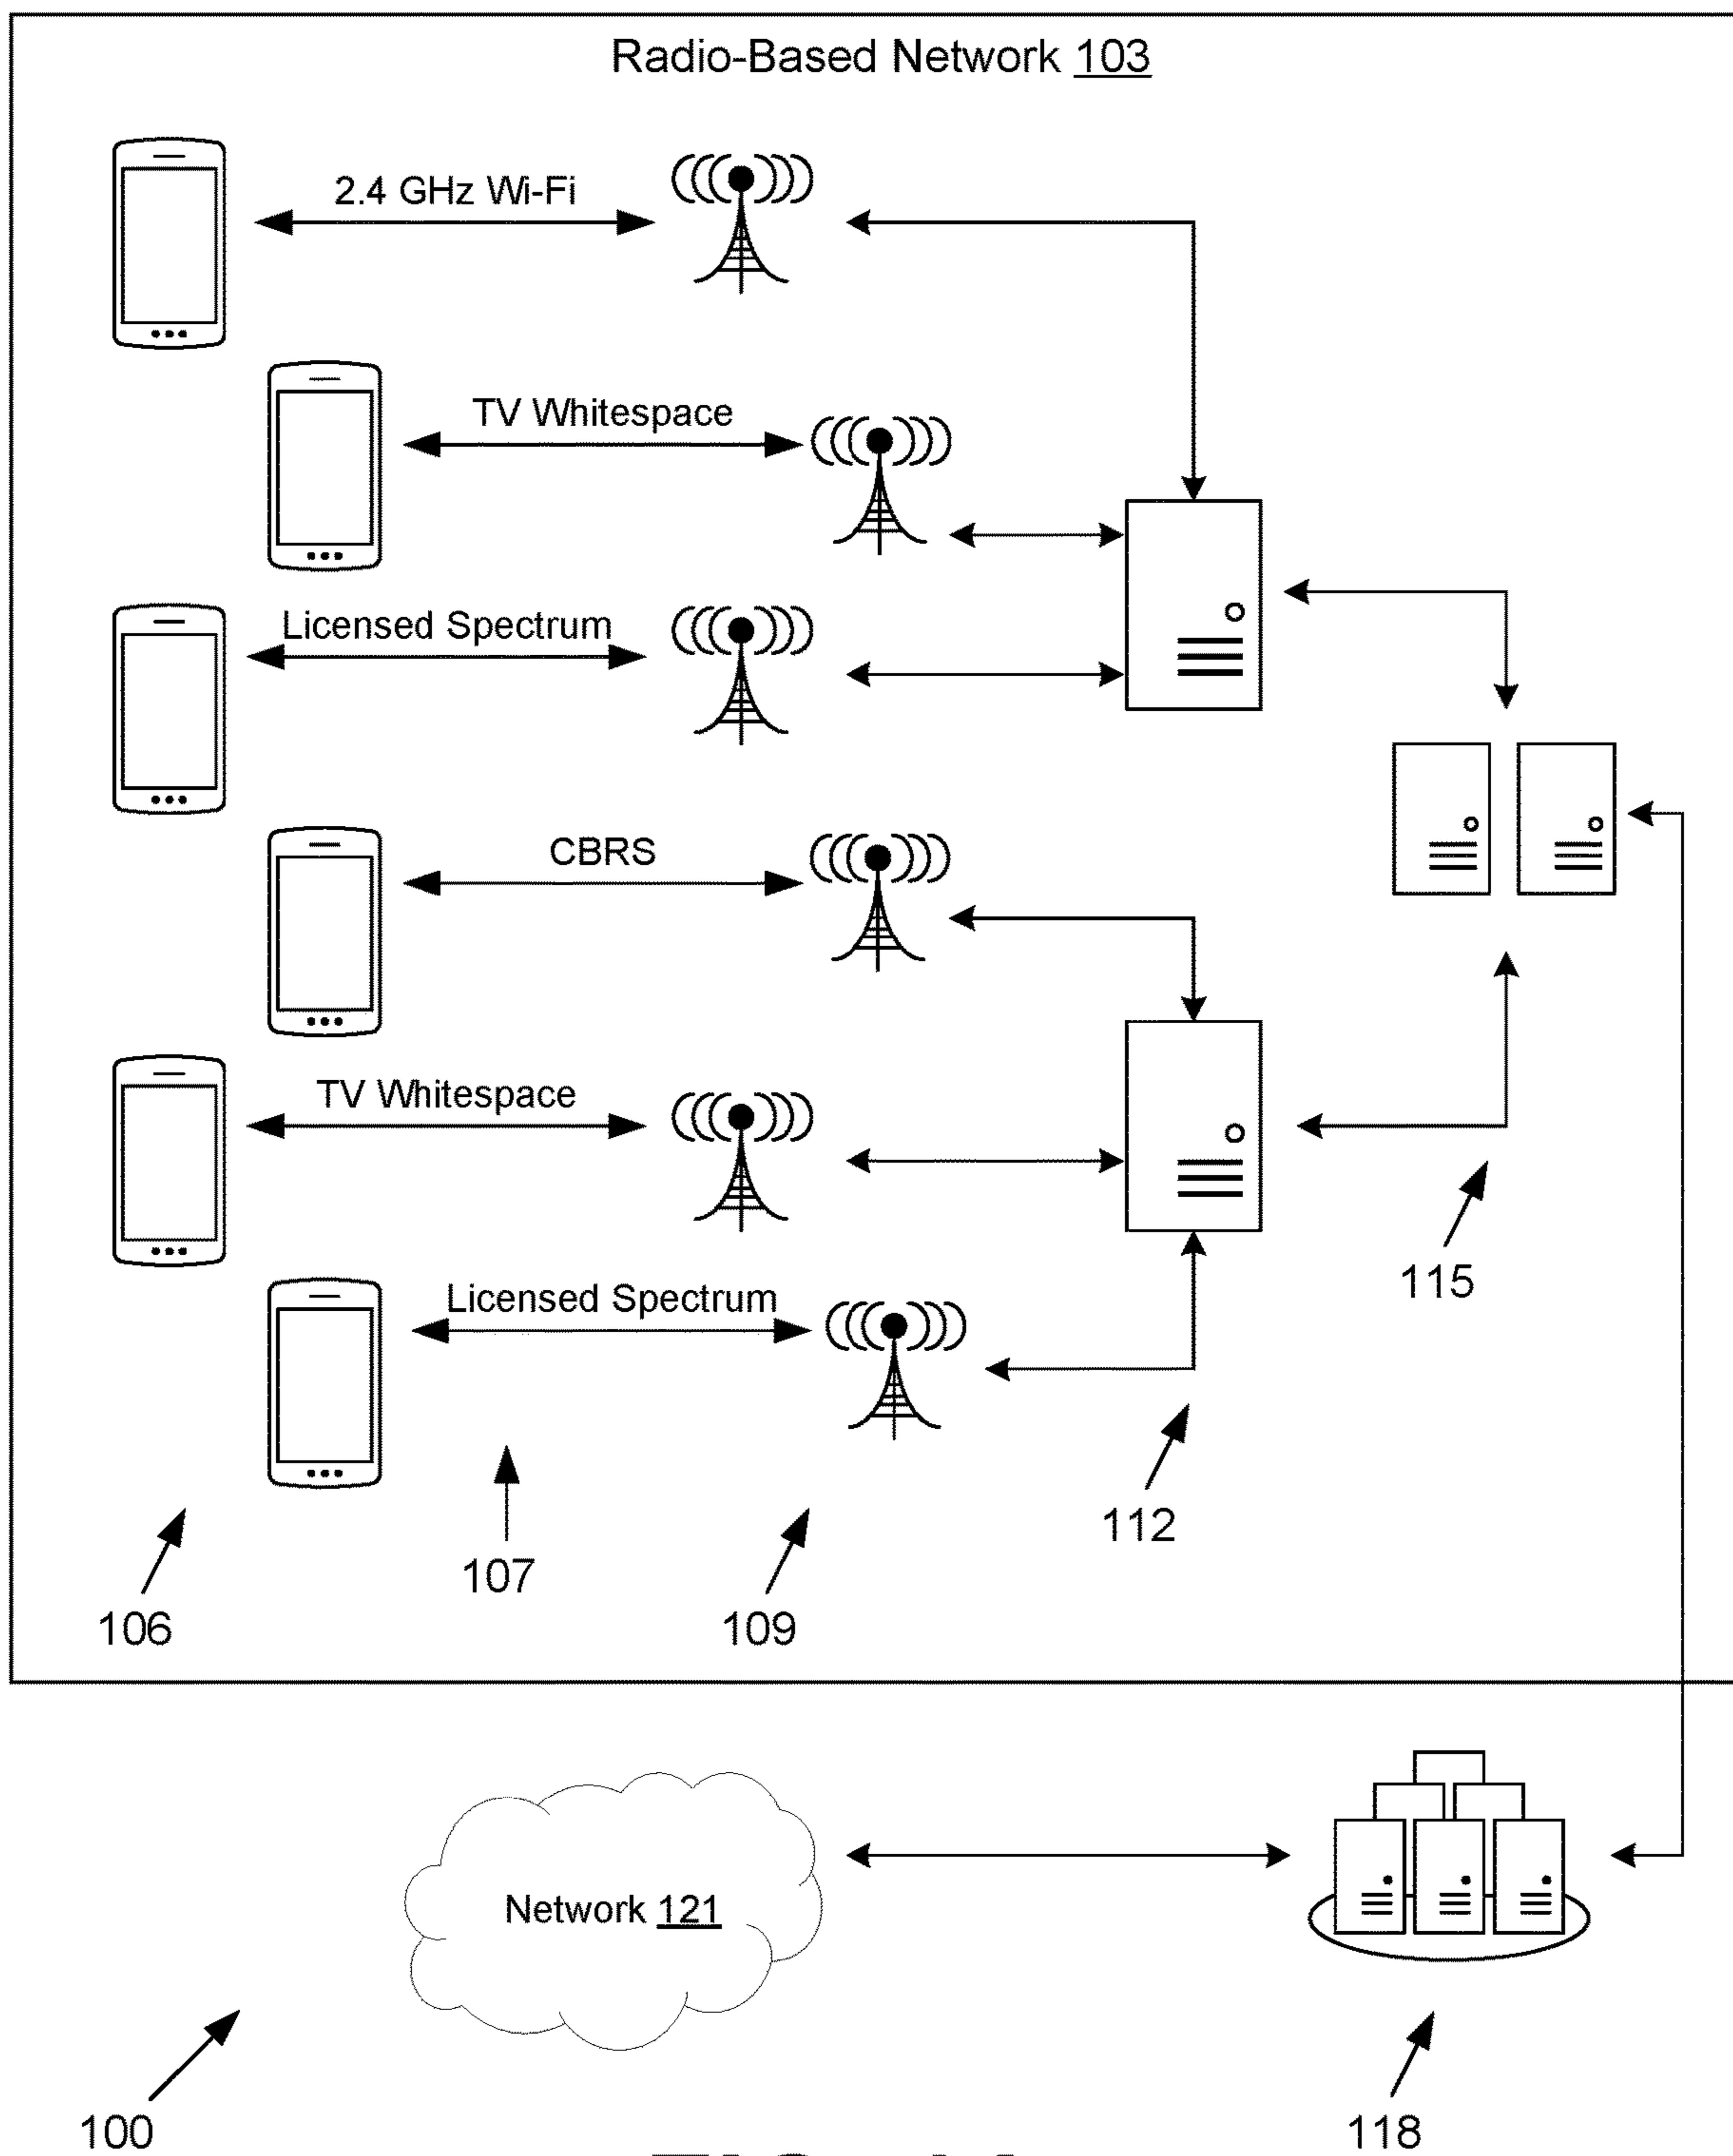 Radio-Based Network 103
2.4 GHz Wi-Fi
TV Whitespace
Licensed Spectrum
CBRS
TV Whitespace
115
Licensed Spectrum
112
107
106
109
Network 121
100
118